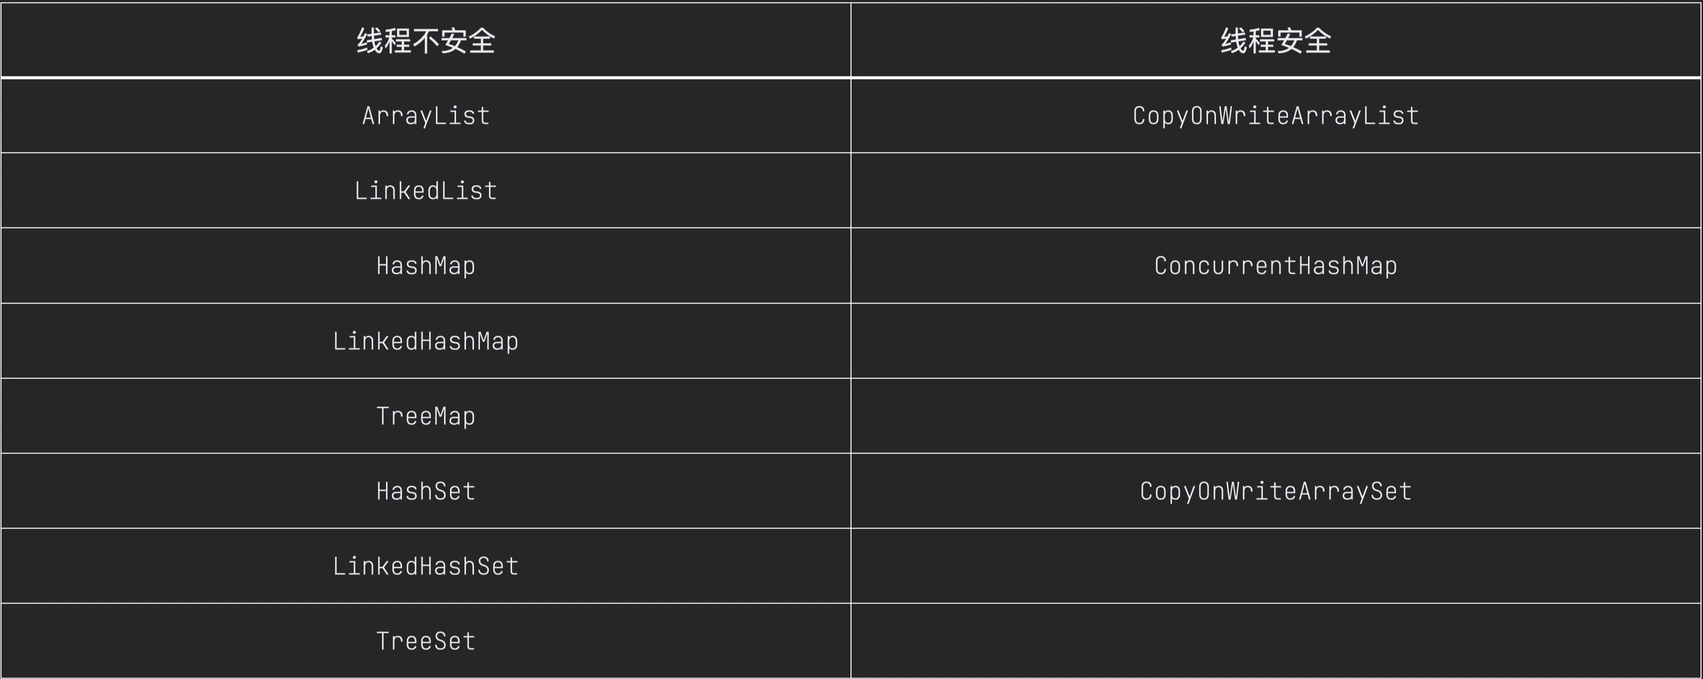 线程不安全 线程安全
ArrayList CopyOnWriteArrayList
LinkedList
HashMap ConcurrentHashMap
LinkedHashMap
TreeMap
HashSet CopyOnWriteArraySet
LinkedHashSet
TreeSet